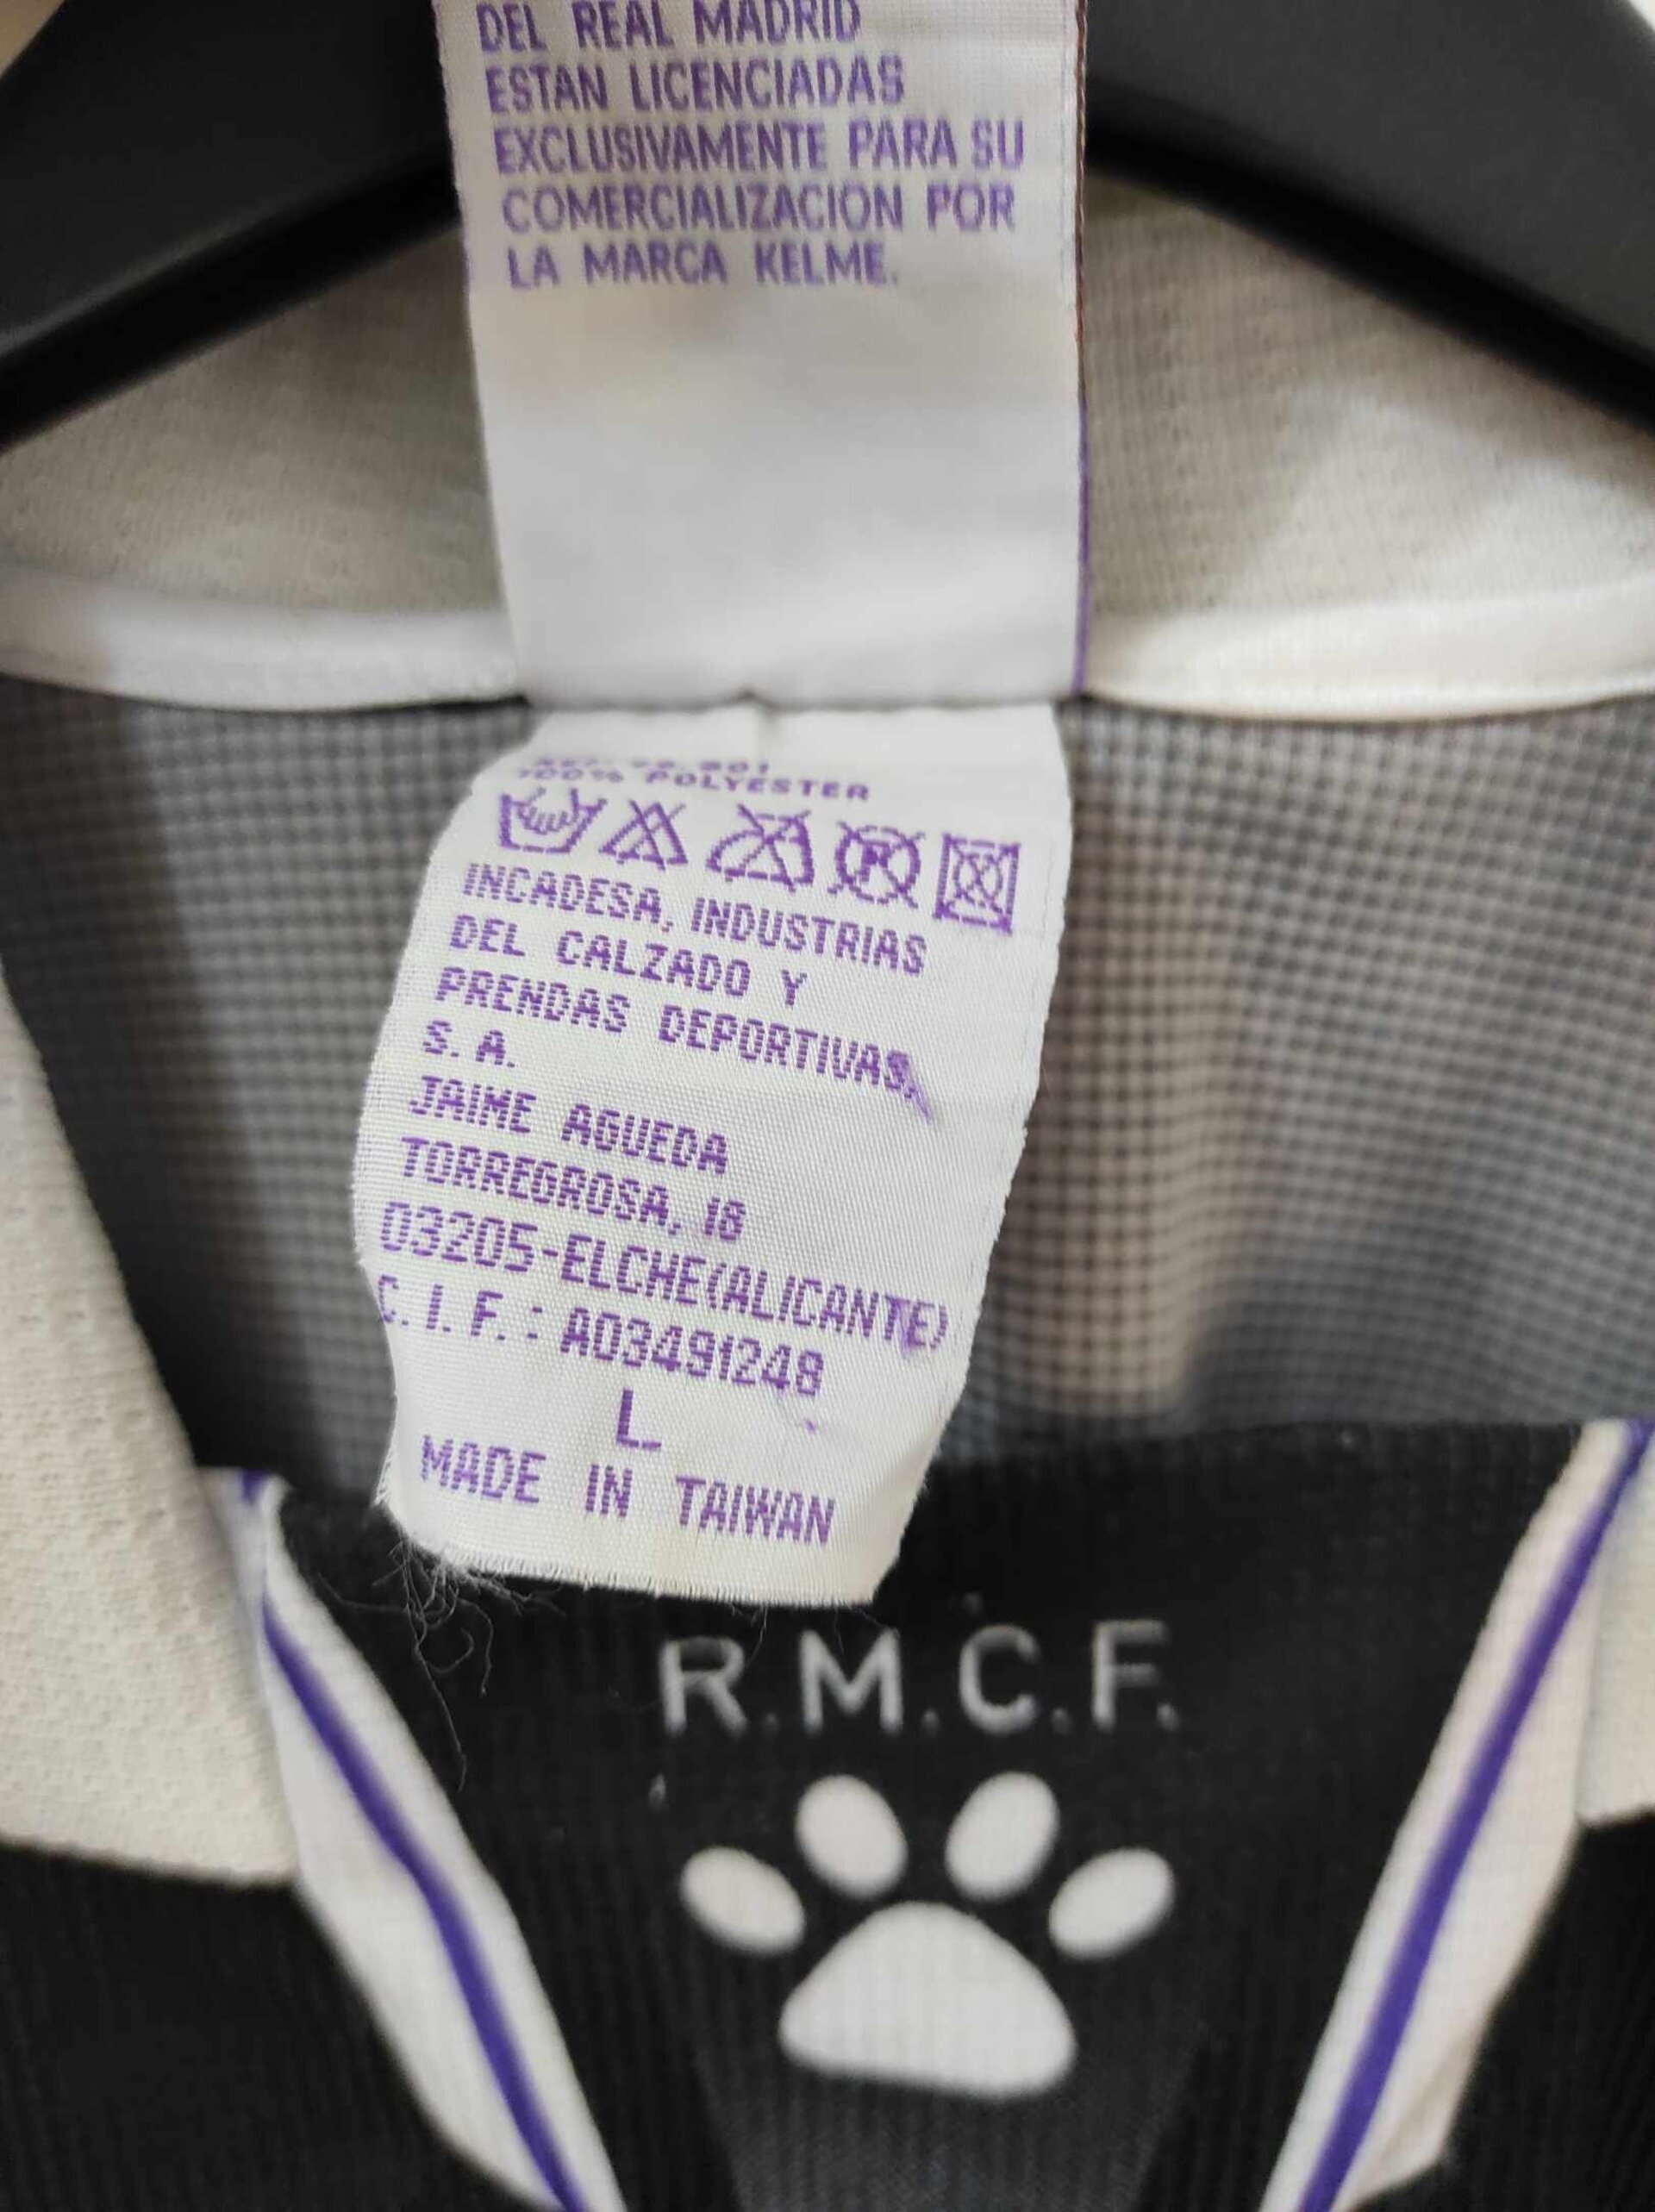 DEL REAL MADRID
ESTAN LICENCIADAS
EXCLUSIVAMENTE PARA SU
COMERCIALIZACION POR
LA MARCA KELME.
100% POLYESTER
INCADESA, INDUSTRIAS
DEL CALZADO Y
PRENDAS DEPORTIVAS,
S.A.
JAIME AGUEDA
TORREGROSA, 18
03205-ELCHE(ALICANTE)
C.I.F.: A03491248
L
MADE IN TAIWAN
R.M.C.F.